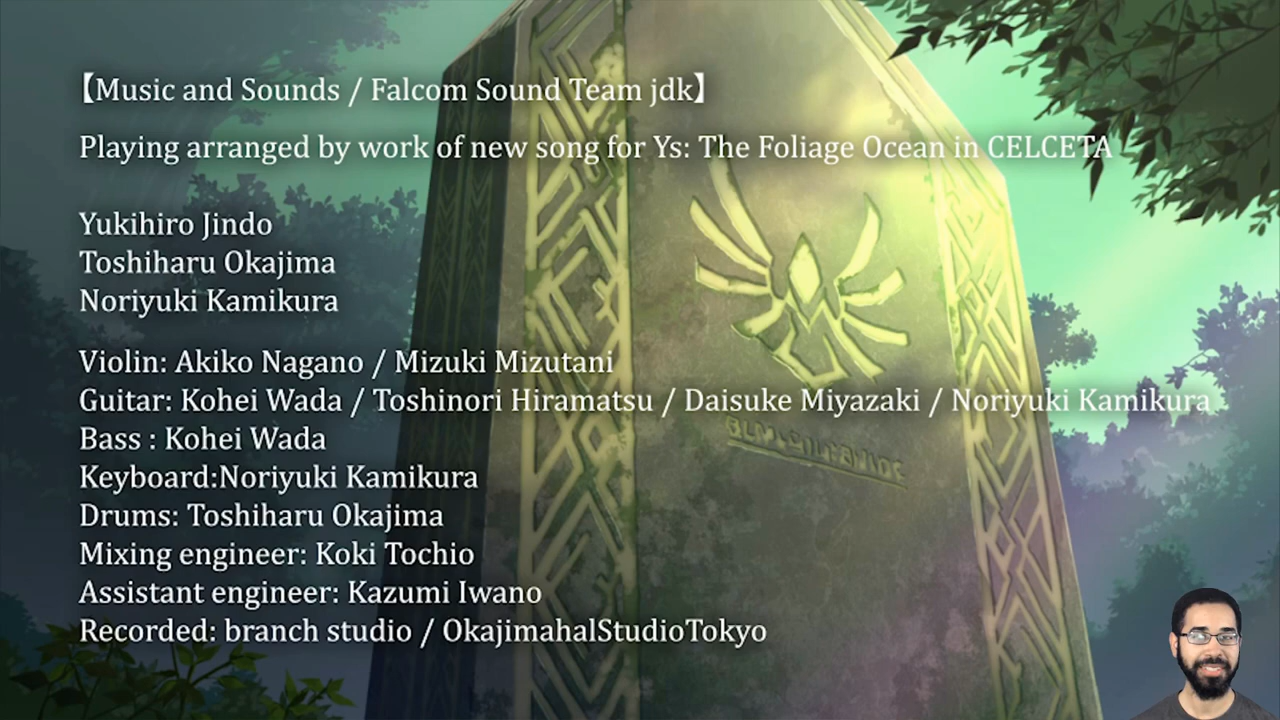 【Music and Sounds / Falcom Sound Team jdk】
Playing arranged by work of new song for Ys: The Foliage Ocean in CELCETA
Yukihiro Jindo
Toshiharu Okajima
Noriyuki Kamikura
Violin: Akiko Nagano / Mizuki Mizutani
Guitar: Kohei Wada / Toshinori Hiramatsu / Daisuke Miyazaki / Noriyuki Kamikura
Bass : Kohei Wada
Keyboard:Noriyuki Kamikura
Drums: Toshiharu Okajima
Mixing engineer: Koki Tochio
Assistant engineer: Kazumi Iwano
Recorded: branch studio / OkajimahalStudioTokyo